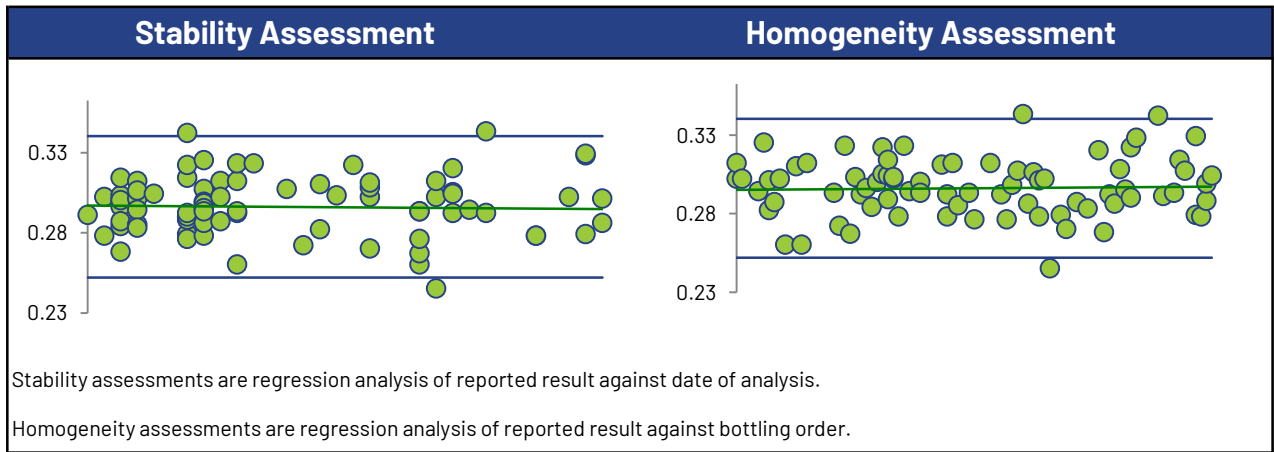 Stability Assessment
Homogeneity Assessment
0.33
0.28
0.23
0.33
0.28
0.23
Stability assessments are regression analysis of reported result against date of analysis.
Homogeneity assessments are regression analysis of reported result against bottling order.